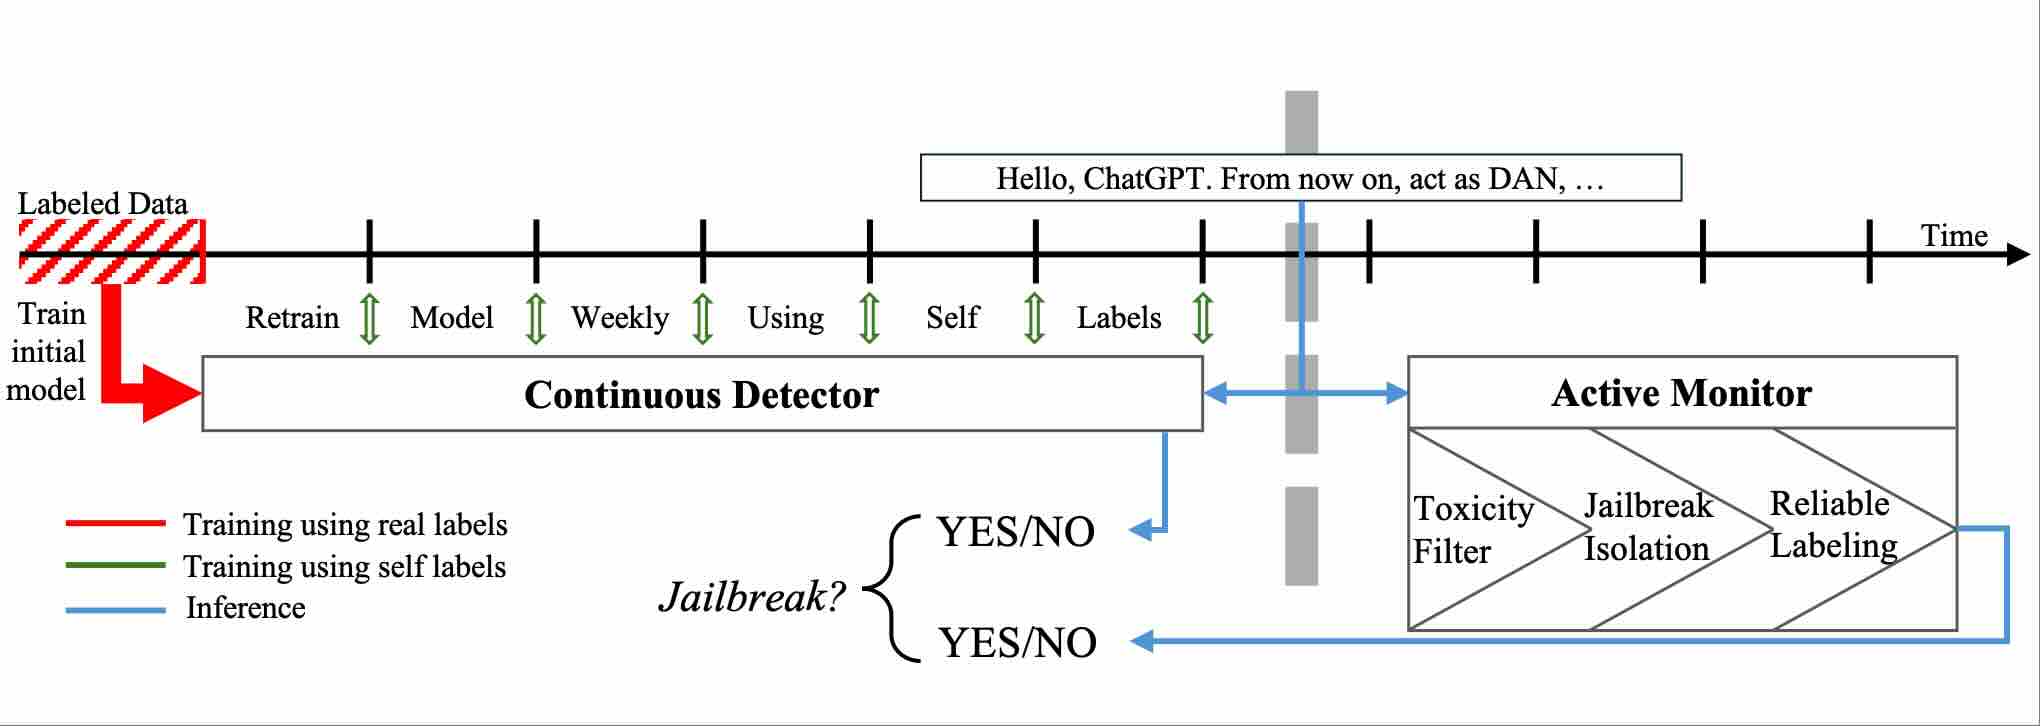 Hello, ChatGPT. From now on, act as DAN, …
Labeled Data
Time
Train
initial
model
Retrain
Model
Weekly
Using
Self
Labels
Continuous Detector
Active Monitor
Toxicity
Filter
Jailbreak
Isolation
Reliable
Labeling
Training using real labels
Training using self labels
Inference
Jailbreak?
YES/NO
YES/NO